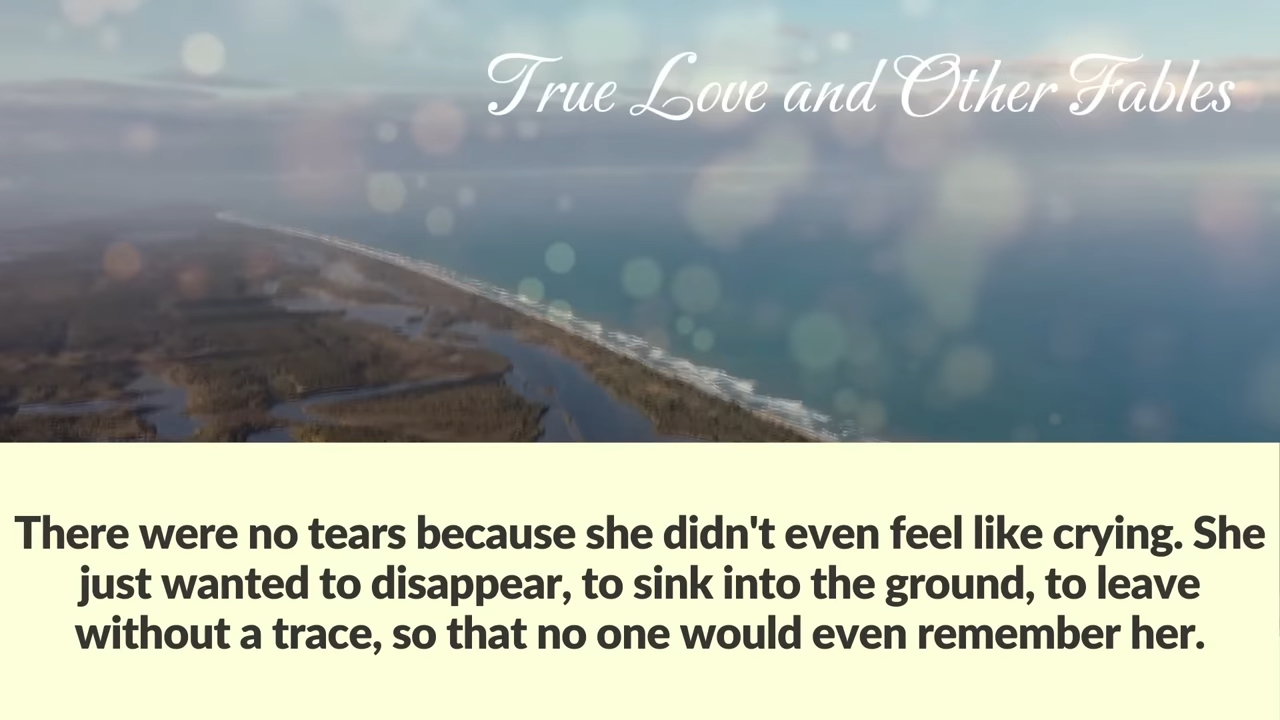 True Love and Other Fables
There were no tears because she didn't even feel like crying. She
just wanted to disappear, to sink into the ground, to leave
without a trace, so that no one would even remember her.